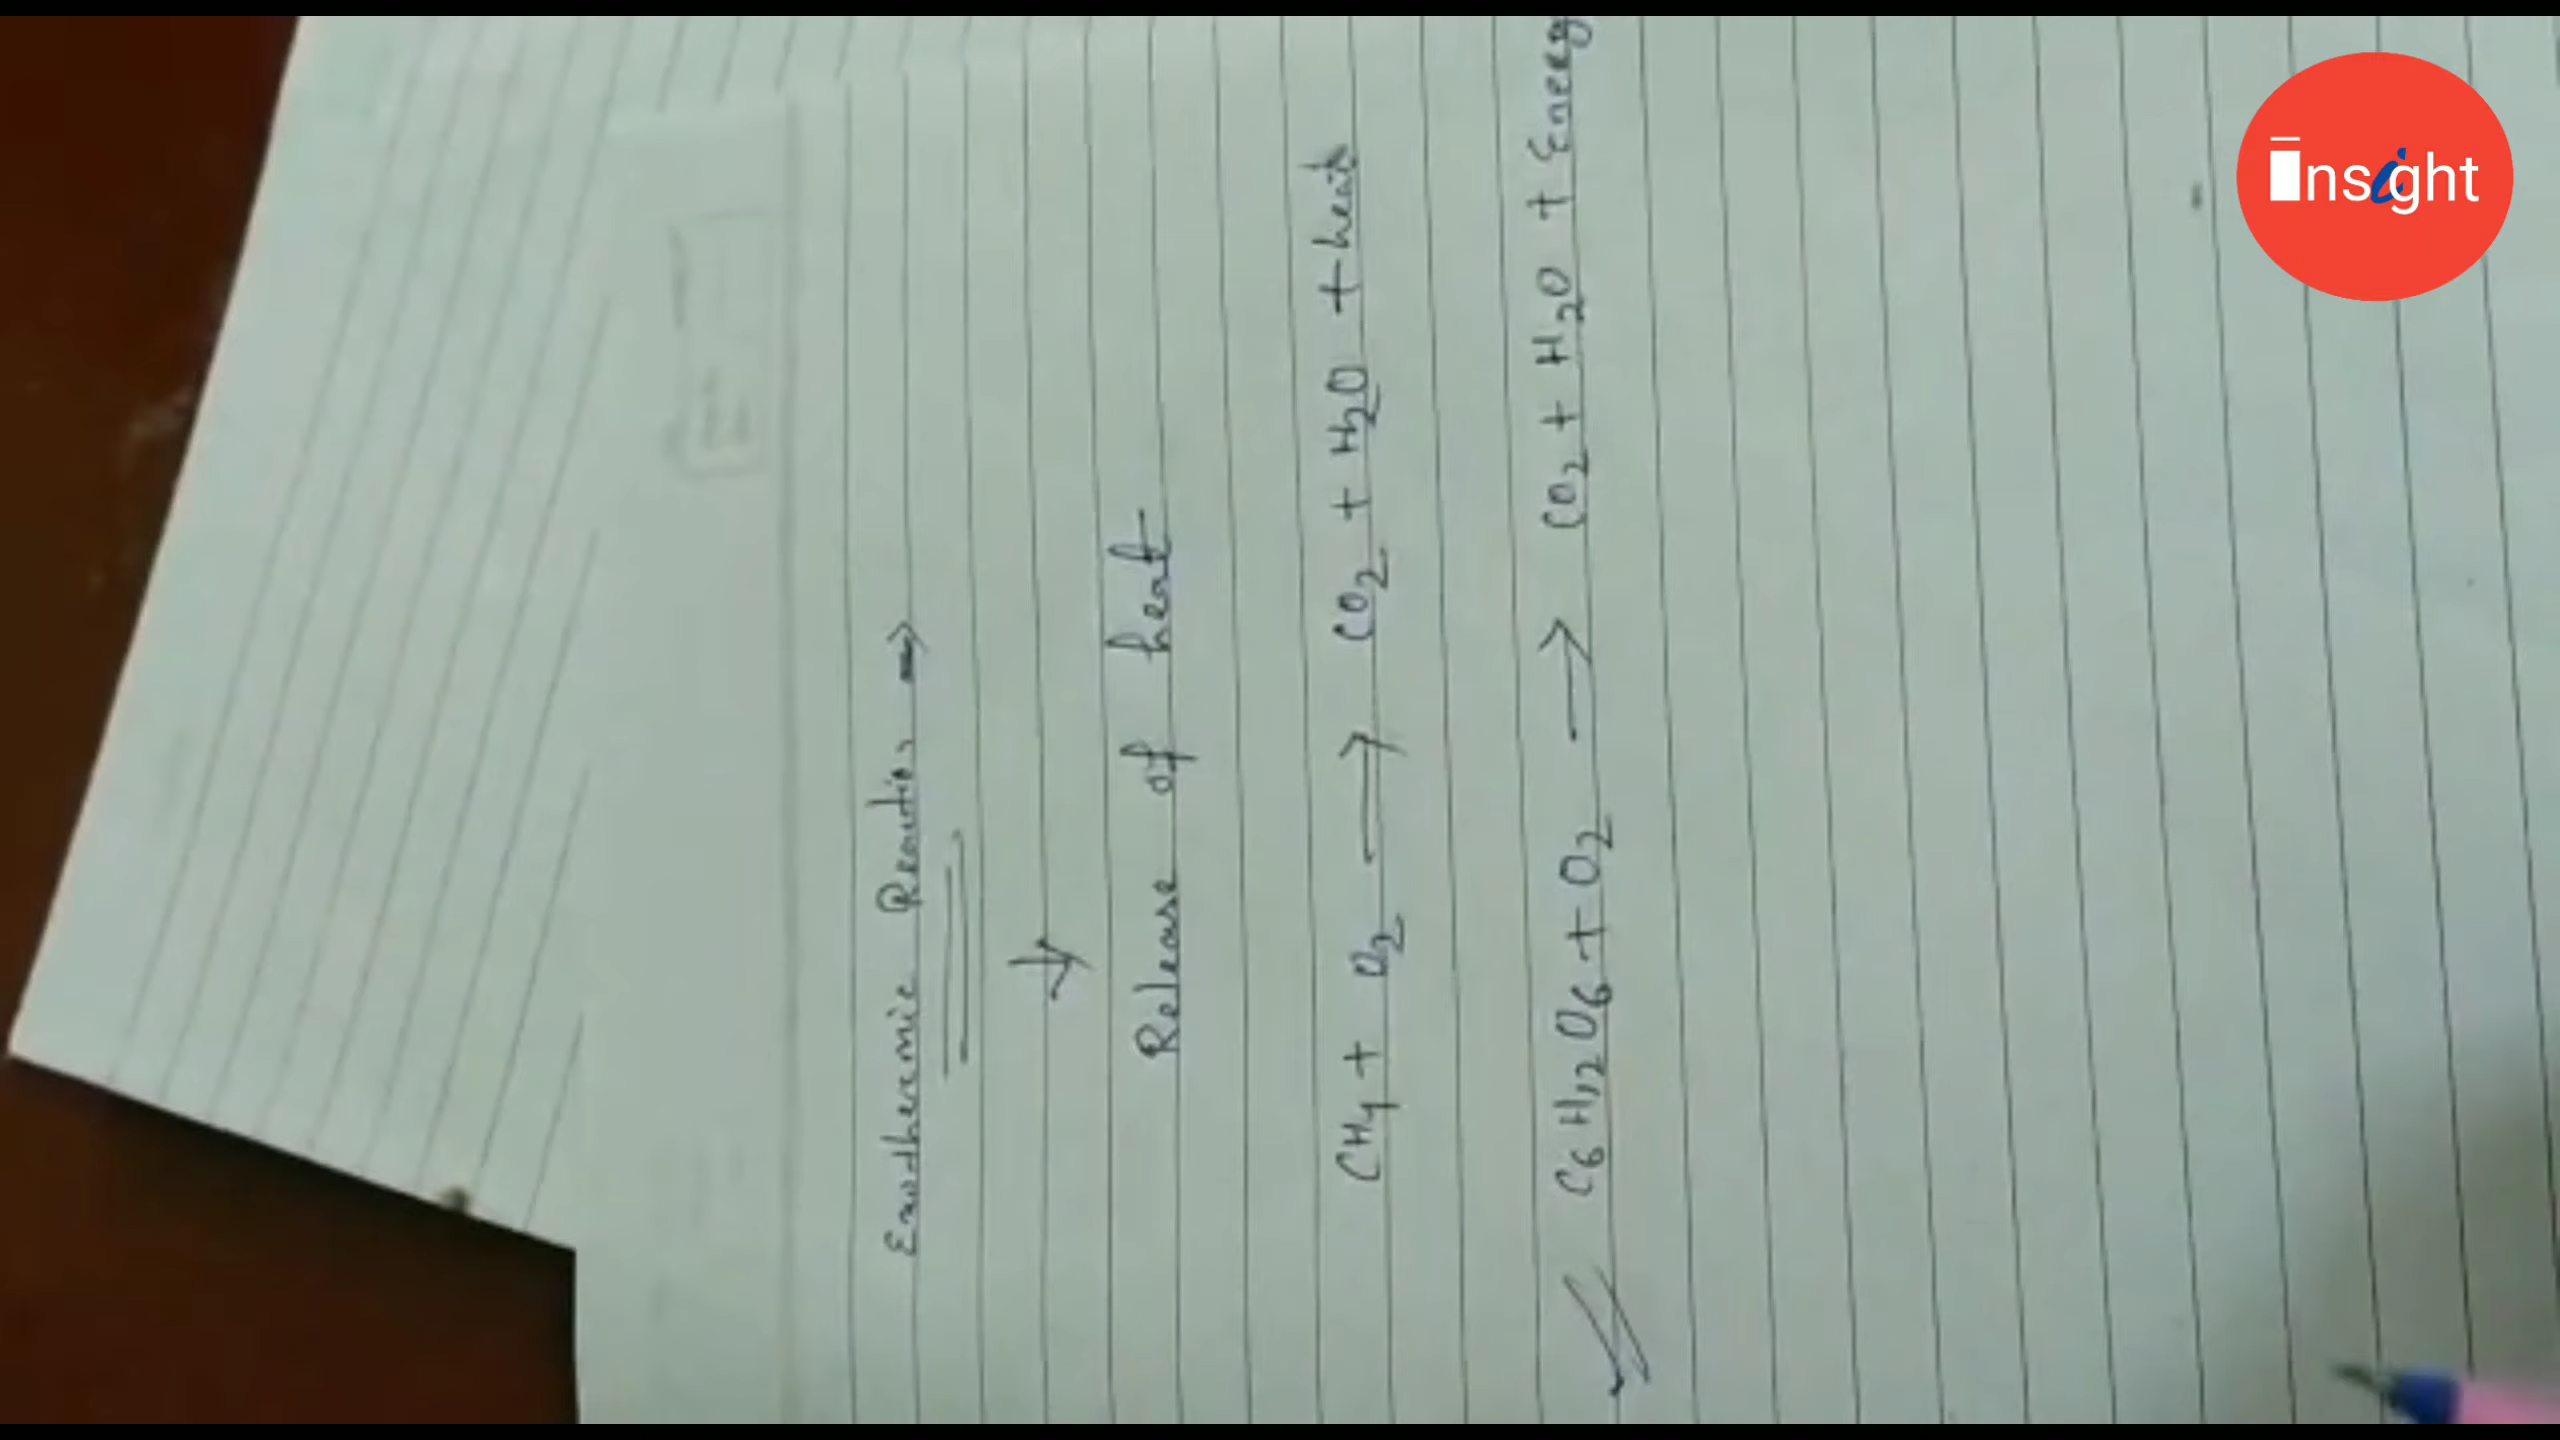 Exothermic Reaction →
↓
Release of heat
CH4 + O2 → CO2 + H2O + heat
C6H12O6 + O2 → CO2 + H2O + Energy
Insight